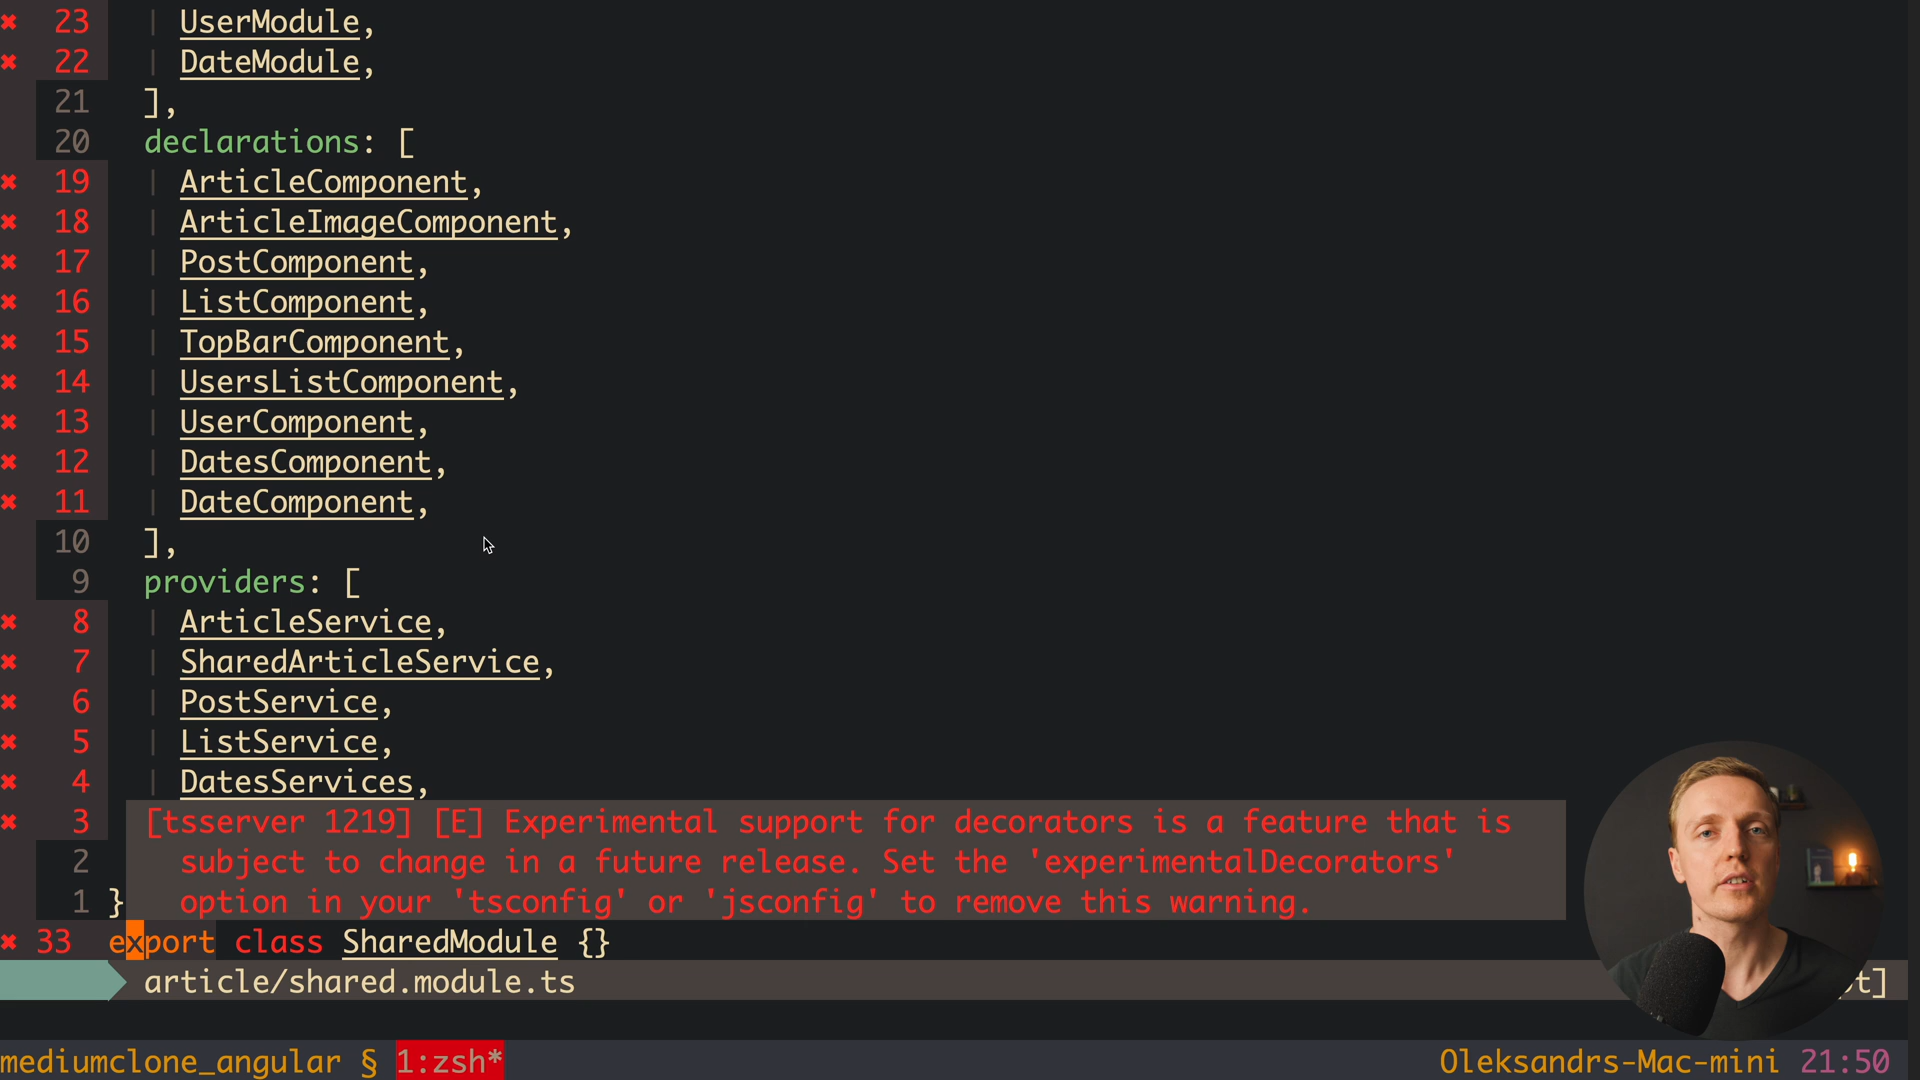 ✖ 23 | UserModule,
✖ 22 | DateModule,
21 ],
20 declarations: [
✖ 19 | ArticleComponent,
✖ 18 | ArticleImageComponent,
✖ 17 | PostComponent,
✖ 16 | ListComponent,
✖ 15 | TopBarComponent,
✖ 14 | UsersListComponent,
✖ 13 | UserComponent,
✖ 12 | DatesComponent,
✖ 11 | DateComponent,
10 ],
9 providers: [
✖ 8 | ArticleService,
✖ 7 | SharedArticleService,
✖ 6 | PostService,
✖ 5 | ListService,
✖ 4 | DatesServices,
✖ 3 [tsserver 1219] [E] Experimental support for decorators is a feature that is
2 subject to change in a future release. Set the 'experimentalDecorators'
1 } option in your 'tsconfig' or 'jsconfig' to remove this warning.
✖ 33 export class SharedModule {}
article/shared.module.ts t]
mediumclone_angular § 1:zsh* Oleksandrs-Mac-mini 21:50